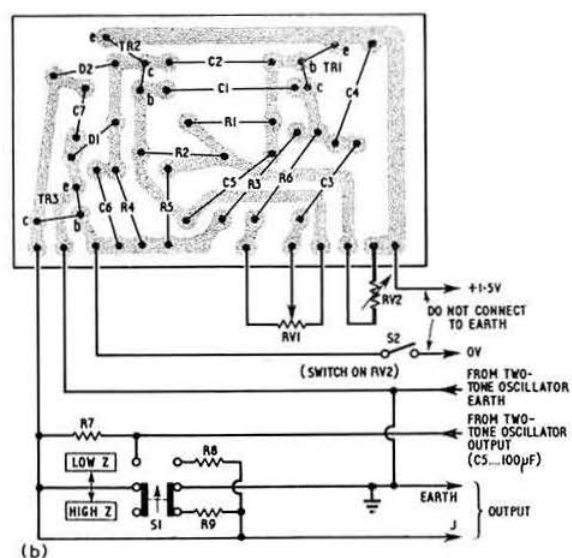 e
TR2
C2
e
D2
c
b
TR1
C7
b
C1
c
C4
D1
R1
R2
TR3
e
C6
R4
R5
C5
R3
R6
C3
c
b
RV1
RV2
+1·5V
DO NOT CONNECT
TO EARTH
S2
0V
(SWITCH ON RV2)
FROM TWO-
TONE OSCILLATOR
EARTH
R7
FROM TWO-
TONE OSCILLATOR
OUTPUT
(C5....100µF)
LOW Z
R8
HIGH Z
S1
R9
EARTH
OUTPUT
J
(b)